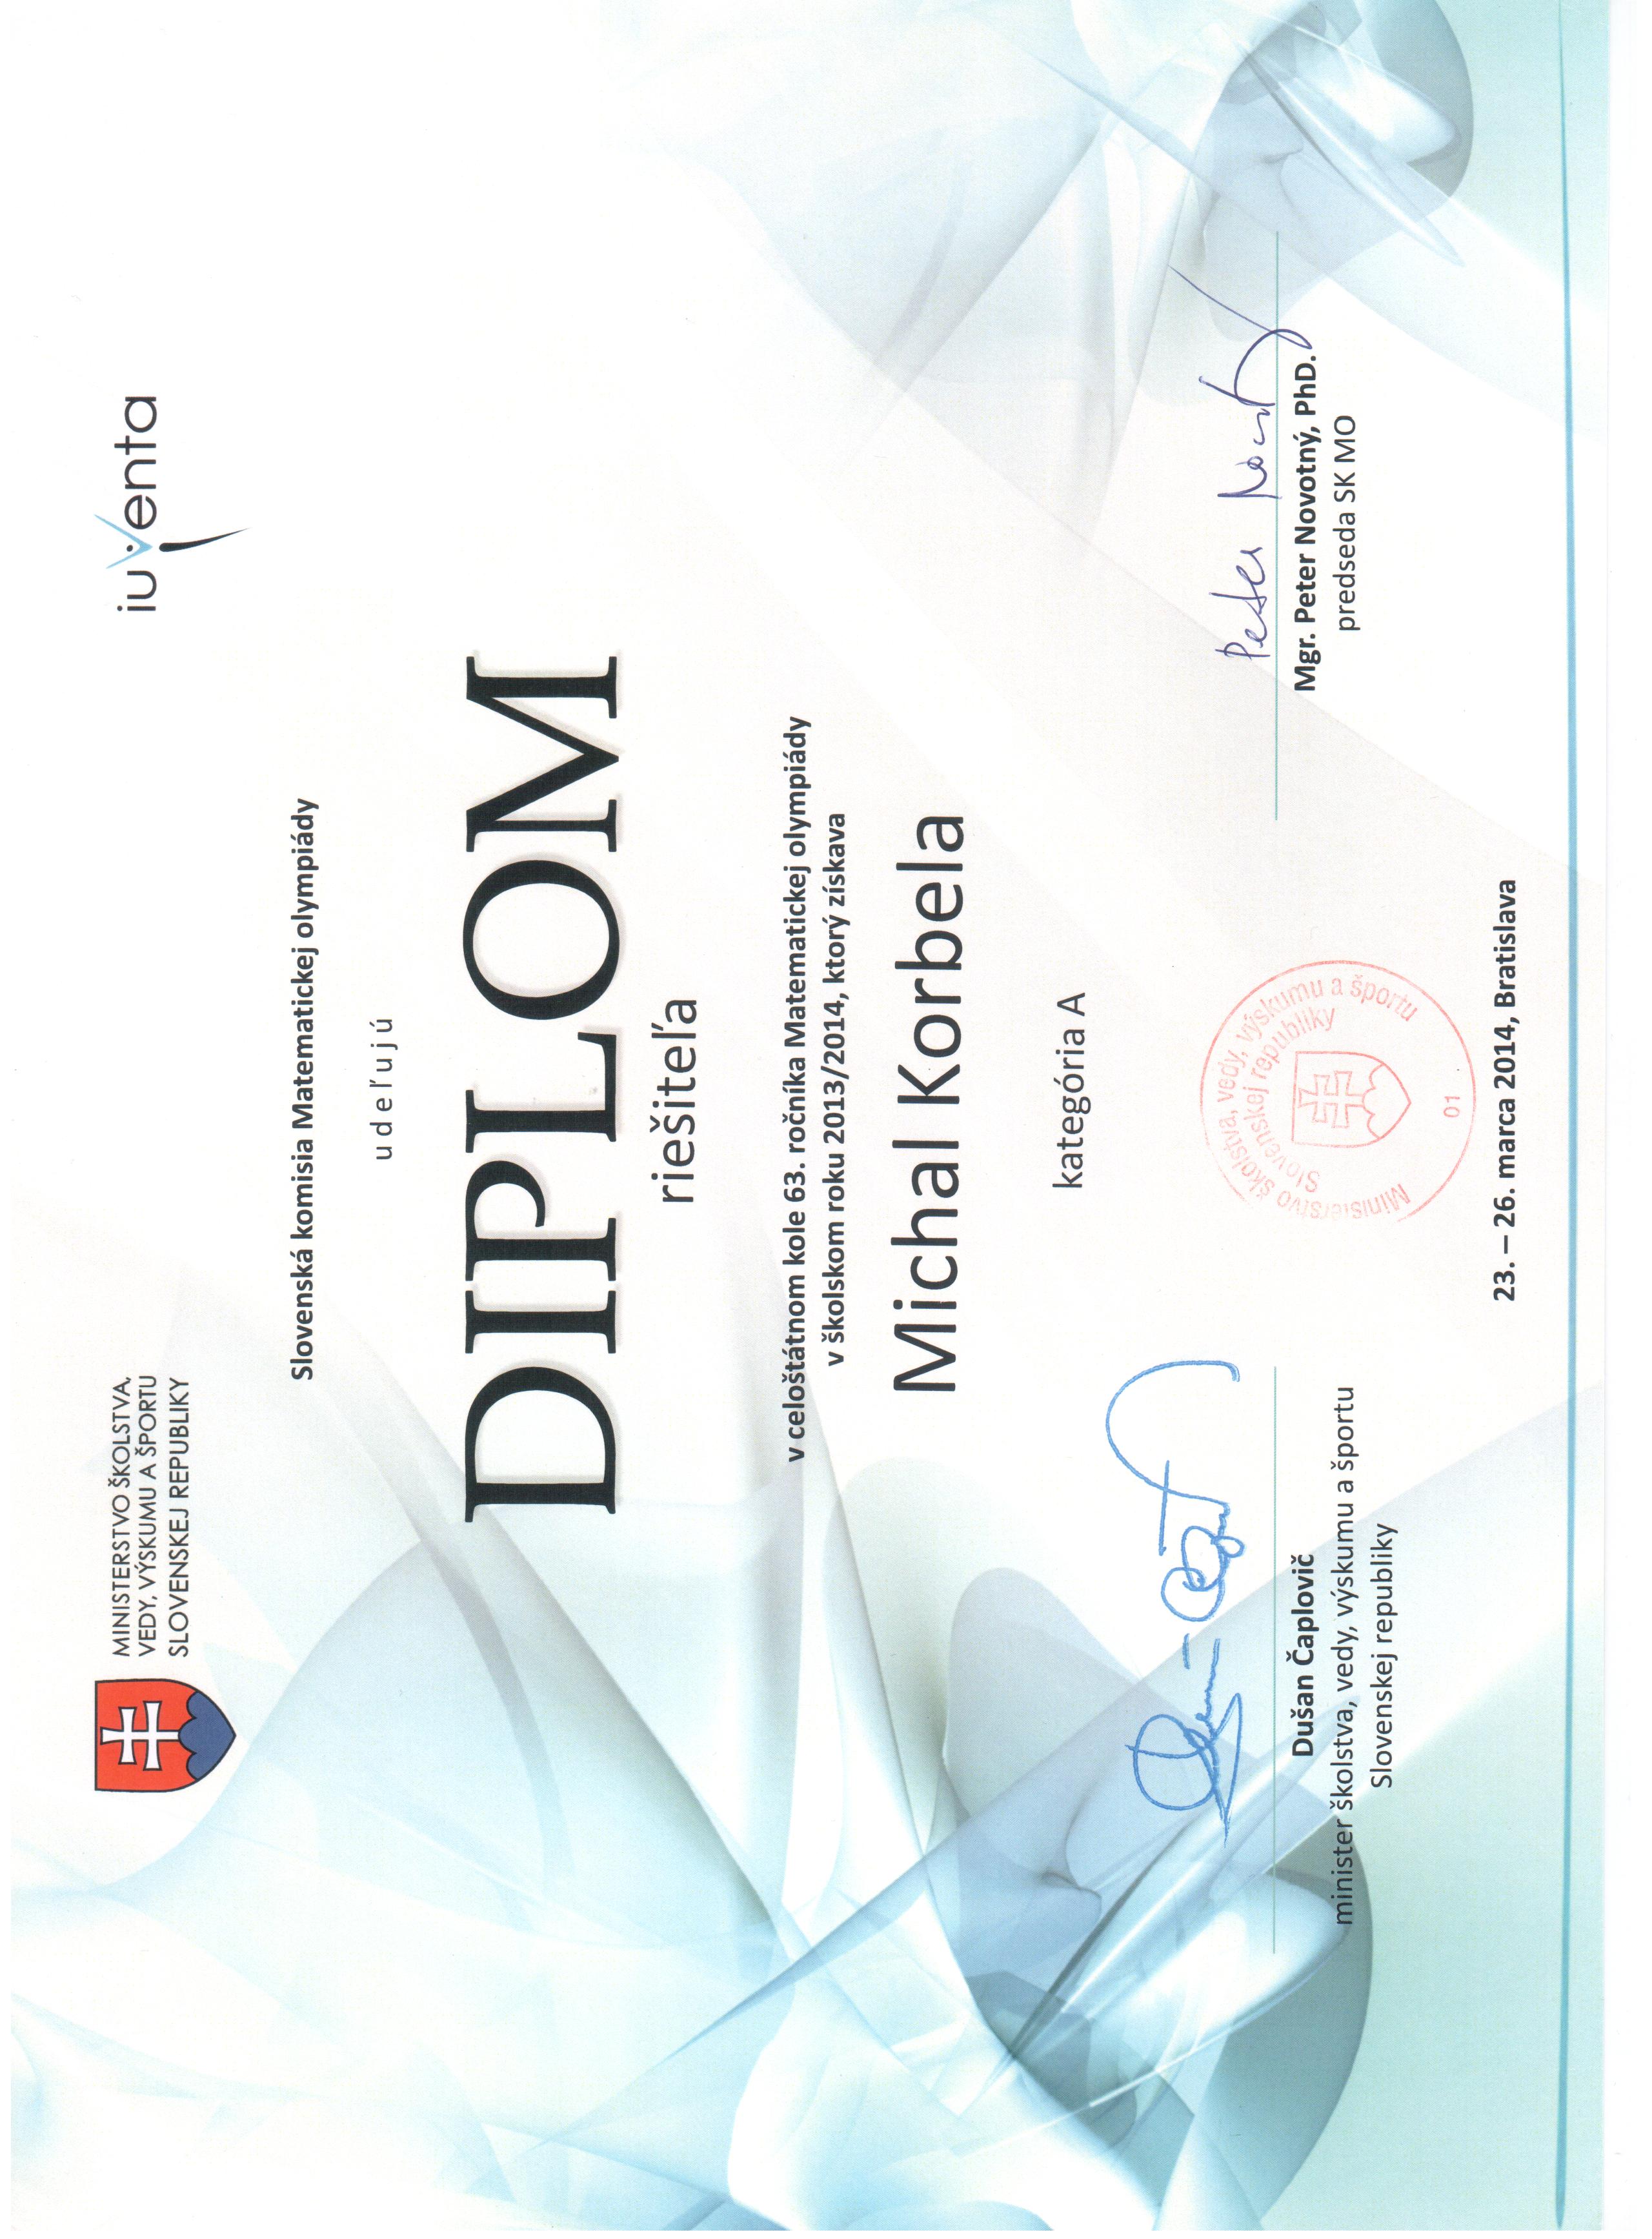 MINISTERSTVO ŠKOLSTVA,
VEDY, VÝSKUMU A ŠPORTU
SLOVENSKEJ REPUBLIKY
iuventa
Slovenská komisia Matematickej olympiády
udeľujú
DIPLOM
riešiteľa
v celoštátnom kole 63. ročníka Matematickej olympiády
v školskom roku 2013/2014, ktorý získava
Michal Korbela
kategória A
Peter Novotný
Dušan Čaplovič
minister školstva, vedy, výskumu a športu
Slovenskej republiky
Ministerstvo školstva, vedy, výskumu a športu
Slovenskej republiky
01
Mgr. Peter Novotný, PhD.
predseda SK MO
23. – 26. marca 2014, Bratislava